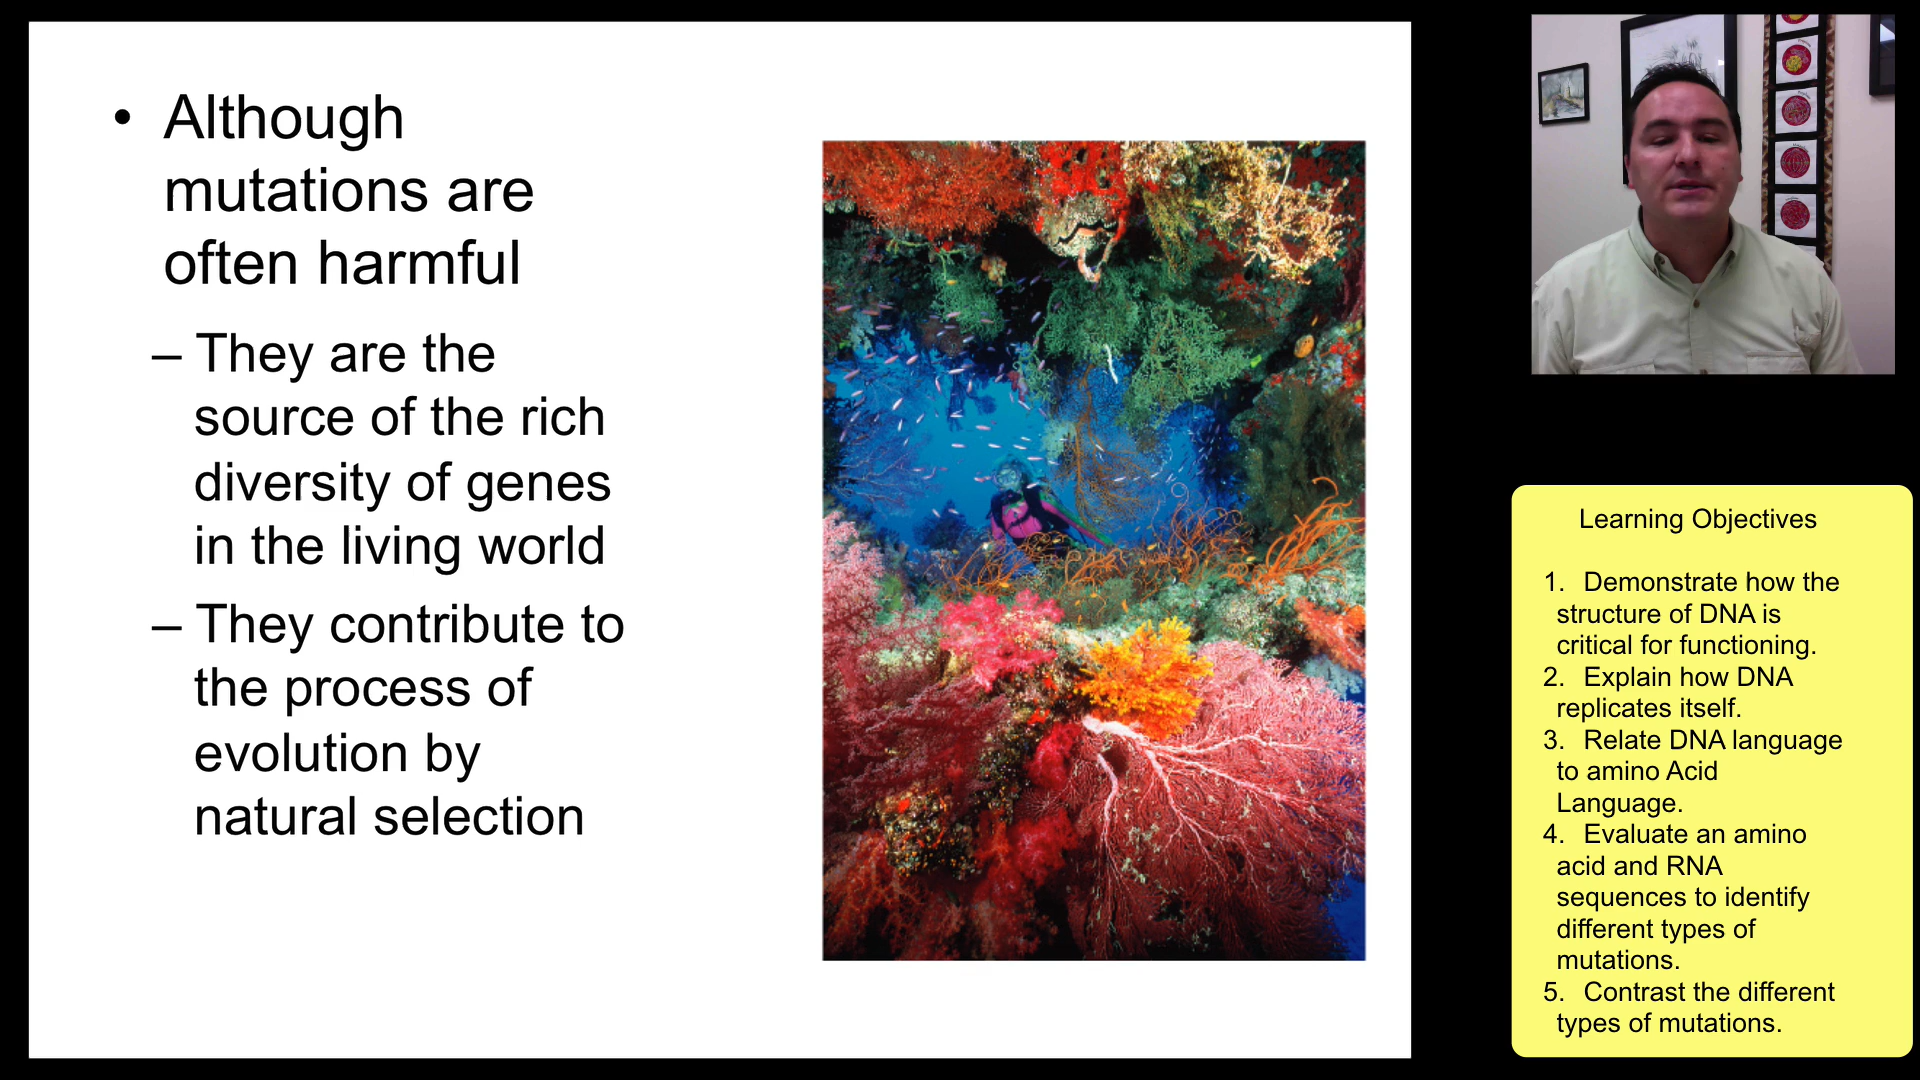 • Although
mutations are
often harmful
– They are the
source of the rich
diversity of genes
in the living world
– They contribute to
the process of
evolution by
natural selection
Learning Objectives
1. Demonstrate how the
structure of DNA is
critical for functioning.
2. Explain how DNA
replicates itself.
3. Relate DNA language
to amino Acid
Language.
4. Evaluate an amino
acid and RNA
sequences to identify
different types of
mutations.
5. Contrast the different
types of mutations.